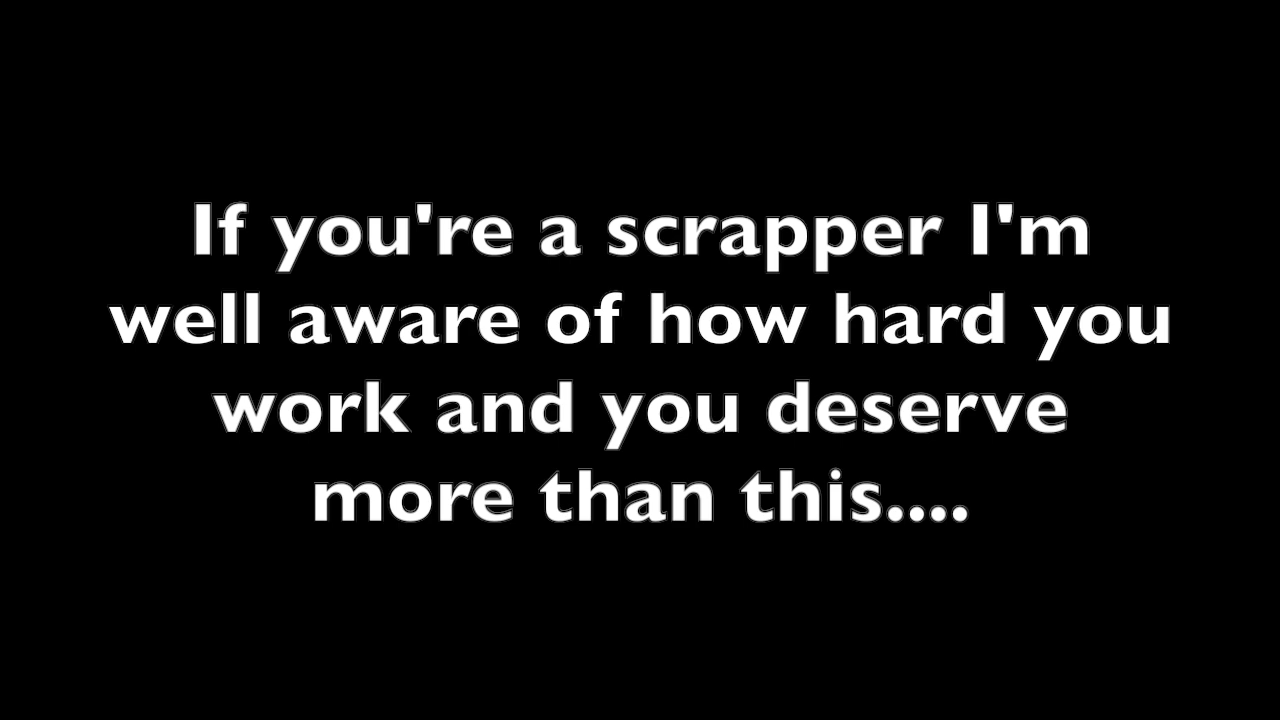 If you're a scrapper I'm
well aware of how hard you
work and you deserve
more than this....